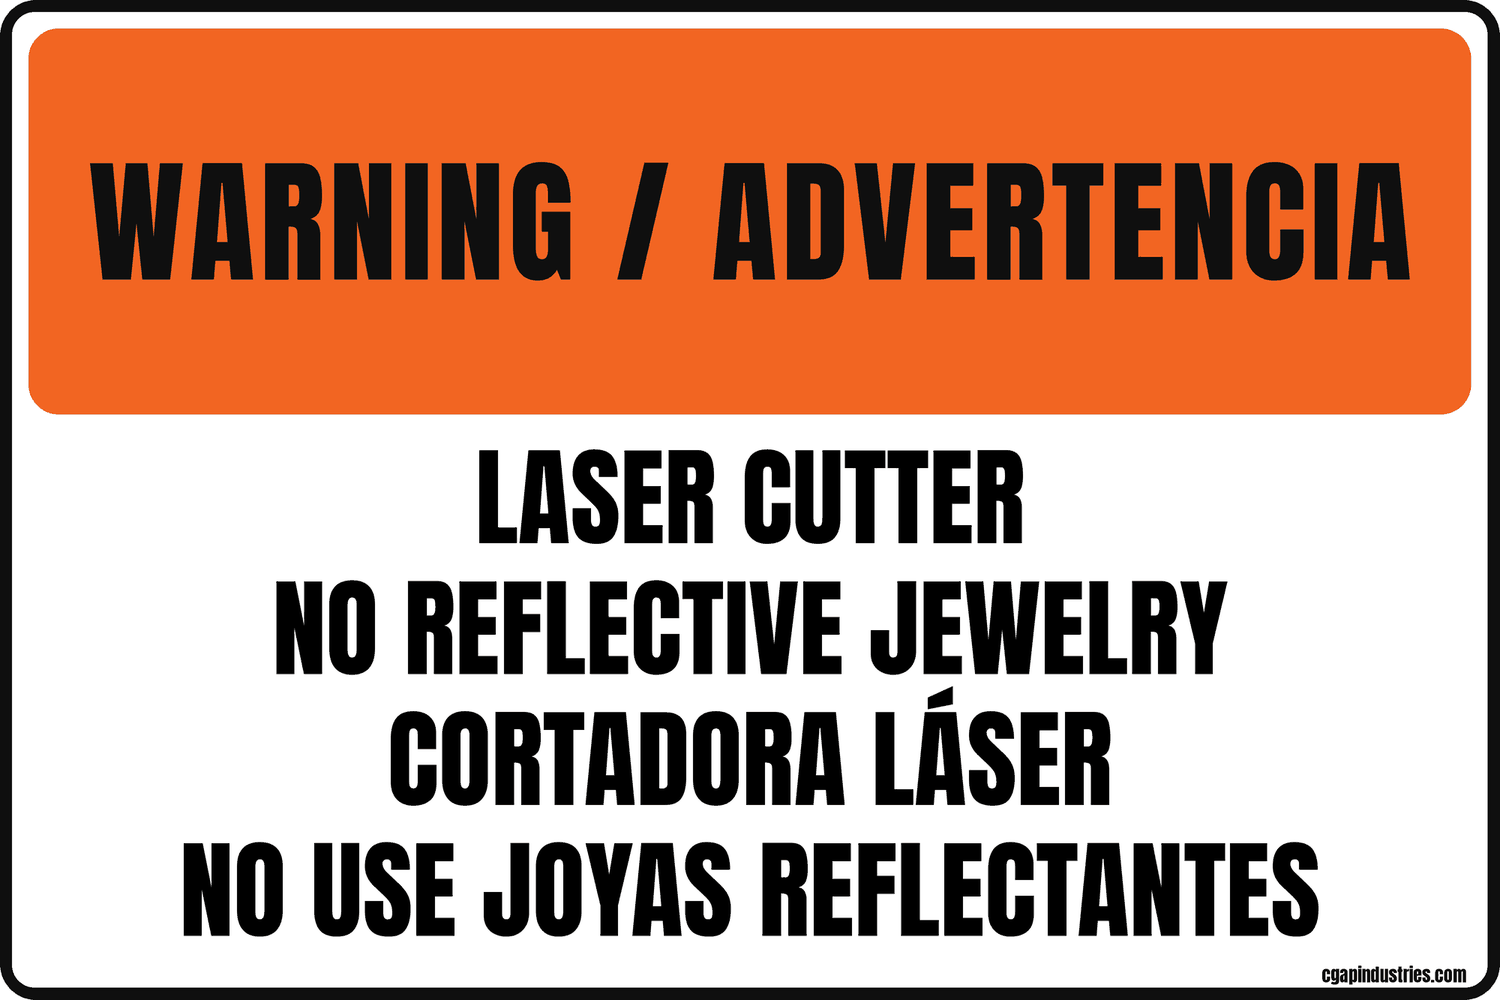 WARNING / ADVERTENCIA
LASER CUTTER
NO REFLECTIVE JEWELRY
CORTADORA LÁSER
NO USE JOYAS REFLECTANTES
cgapindustries.com